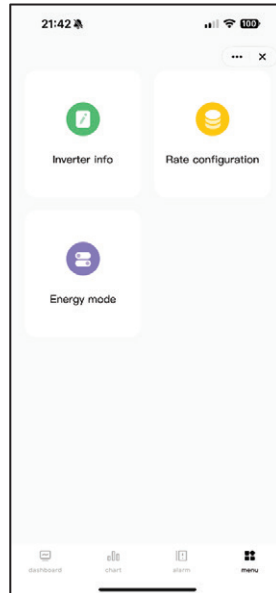 21:42
100
Inverter info
Rate configuration
Energy mode
dashboard
chart
alarm
menu